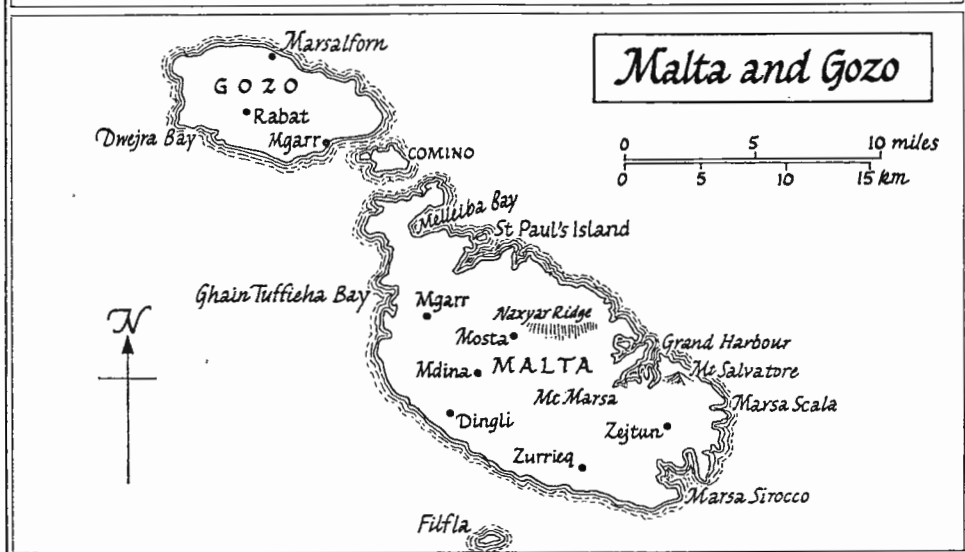 Marsalforn
Malta and Gozo
GOZO
Rabat
Dwejra Bay
Mgarr
COMINO
0 5 10 miles
0 5 10 15 km
Melleiba Bay
St Paul's Island
Ghain Tuffieha Bay
Mgarr
Naxyar Ridge
N
Mosta
Grand Harbour
MALTA
Mdina
Mt Salvatore
Mc Marsa
Marsa Scala
Dingli
Zejtun
Zurrieq
Marsa Sirocco
Filfla